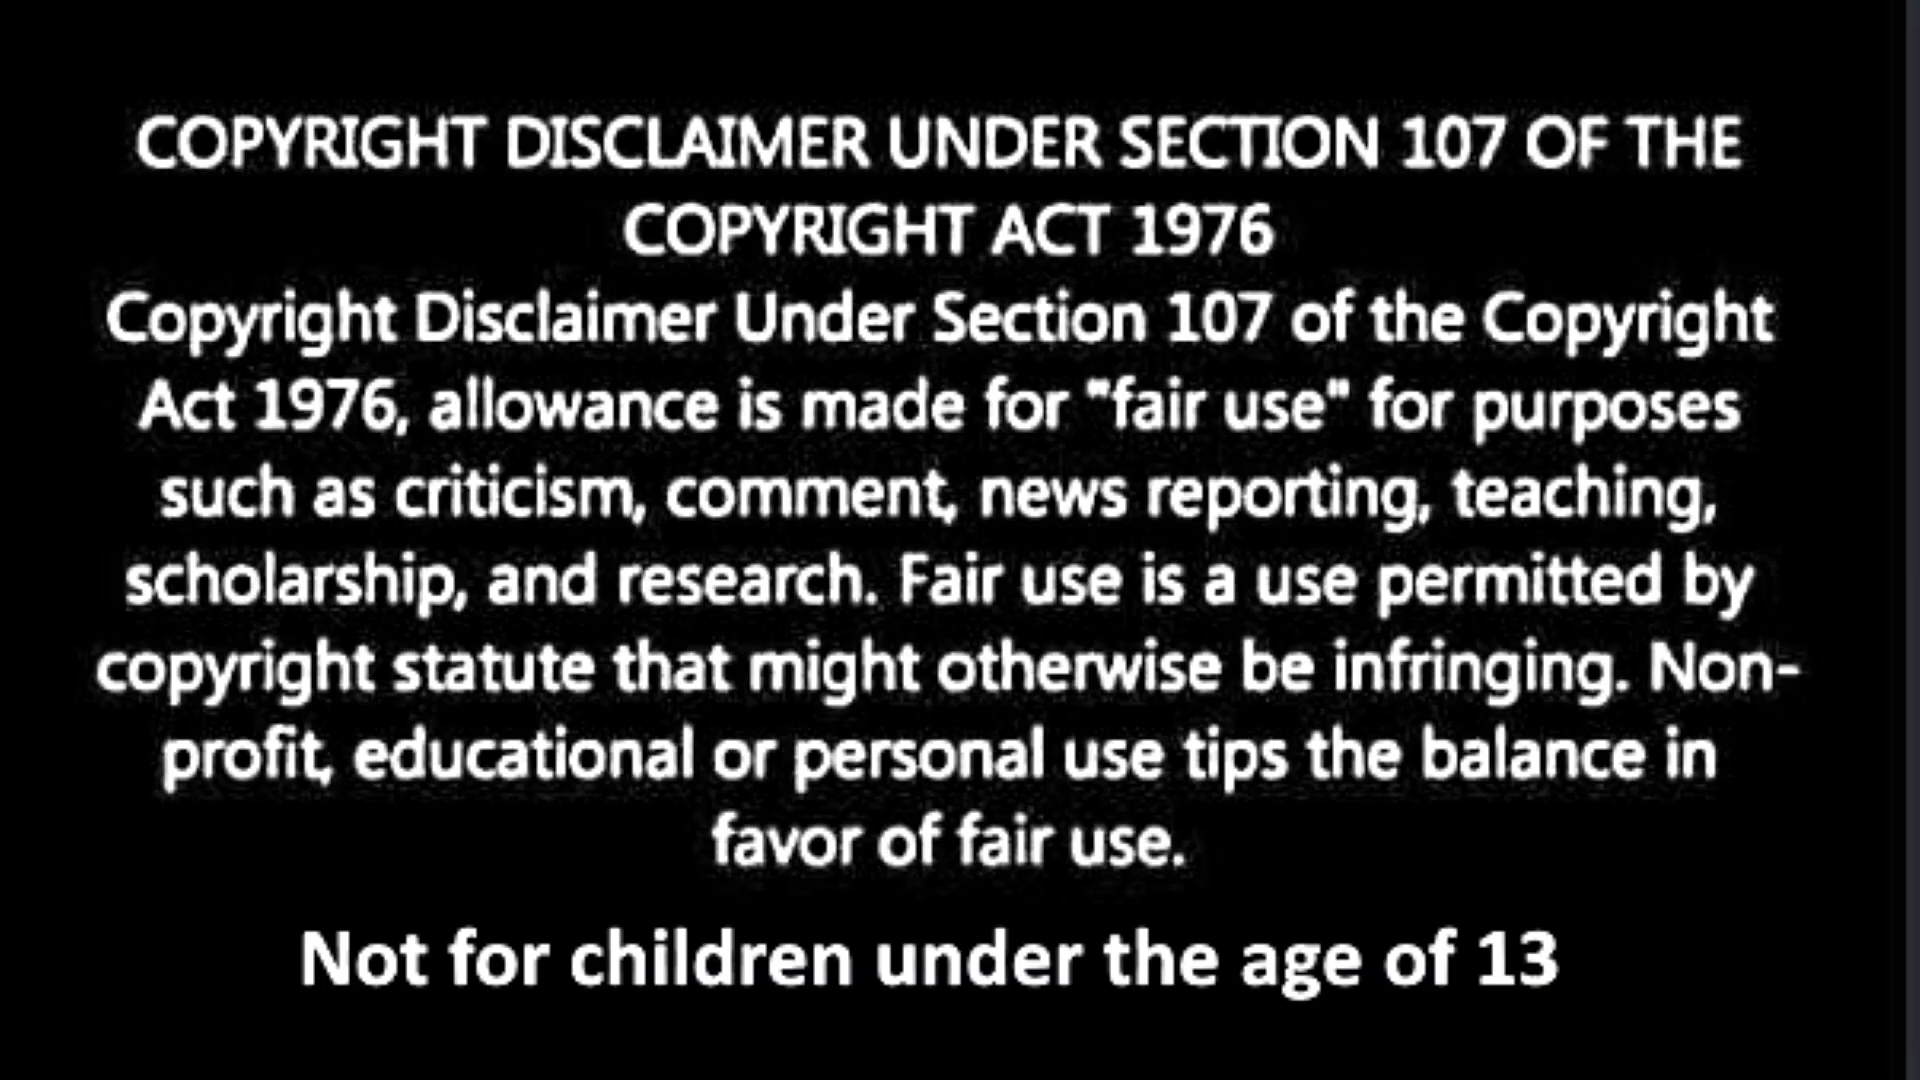 COPYRIGHT DISCLAIMER UNDER SECTION 107 OF THE
COPYRIGHT ACT 1976
Copyright Disclaimer Under Section 107 of the Copyright
Act 1976, allowance is made for "fair use" for purposes
such as criticism, comment, news reporting, teaching,
scholarship, and research. Fair use is a use permitted by
copyright statute that might otherwise be infringing. Non-
profit, educational or personal use tips the balance in
favor of fair use.
Not for children under the age of 13